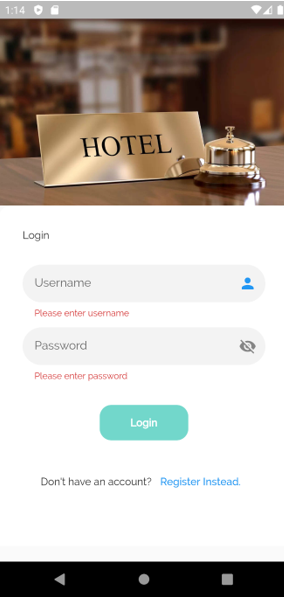 1:14
HOTEL
Login
Username
Please enter username
Password
Please enter password
Login
Don't have an account? Register Instead.